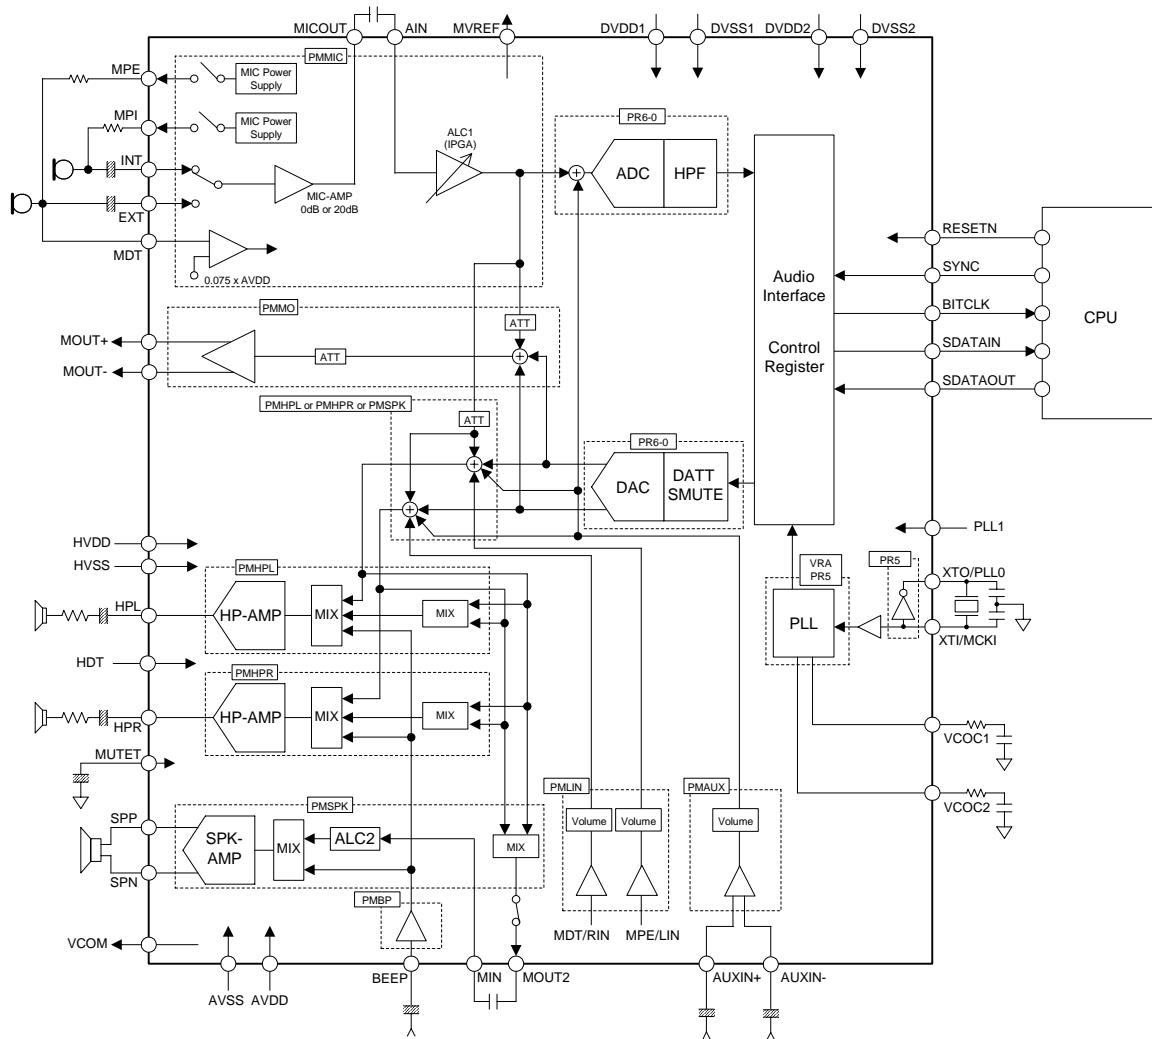 MICOUT
AIN
MVREF
DVDD1
DVSS1
DVDD2
DVSS2
PMMIC
MPE
MIC Power
Supply
MPI
MIC Power
Supply
INT
EXT
MIC-AMP
0dB or 20dB
ALC1
(IPGA)
MDT
0.075 x AVDD
PR6-0
ADC
HPF
Audio
Interface
Control
Register
RESETN
SYNC
BITCLK
SDATAIN
SDATAOUT
CPU
PMMO
MOUT+
MOUT-
ATT
ATT
PMHPL or PMHPR or PMSPK
ATT
PR6-0
DAC
DATT
SMUTE
PLL1
HVDD
HVSS
VRA
PR5
PR5
XTO/PLL0
PLL
XTI/MCKI
PMHPL
HPL
HP-AMP
MIX
MIX
HDT
PMHPR
HPR
HP-AMP
MIX
MIX
MUTET
VCOC1
VCOC2
PMSPK
SPP
SPK-
AMP
MIX
ALC2
MIX
SPN
PMLIN
Volume
Volume
PMAUX
Volume
PMBP
MDT/RIN
MPE/LIN
VCOM
AVSS
AVDD
BEEP
MIN
MOUT2
AUXIN+
AUXIN-